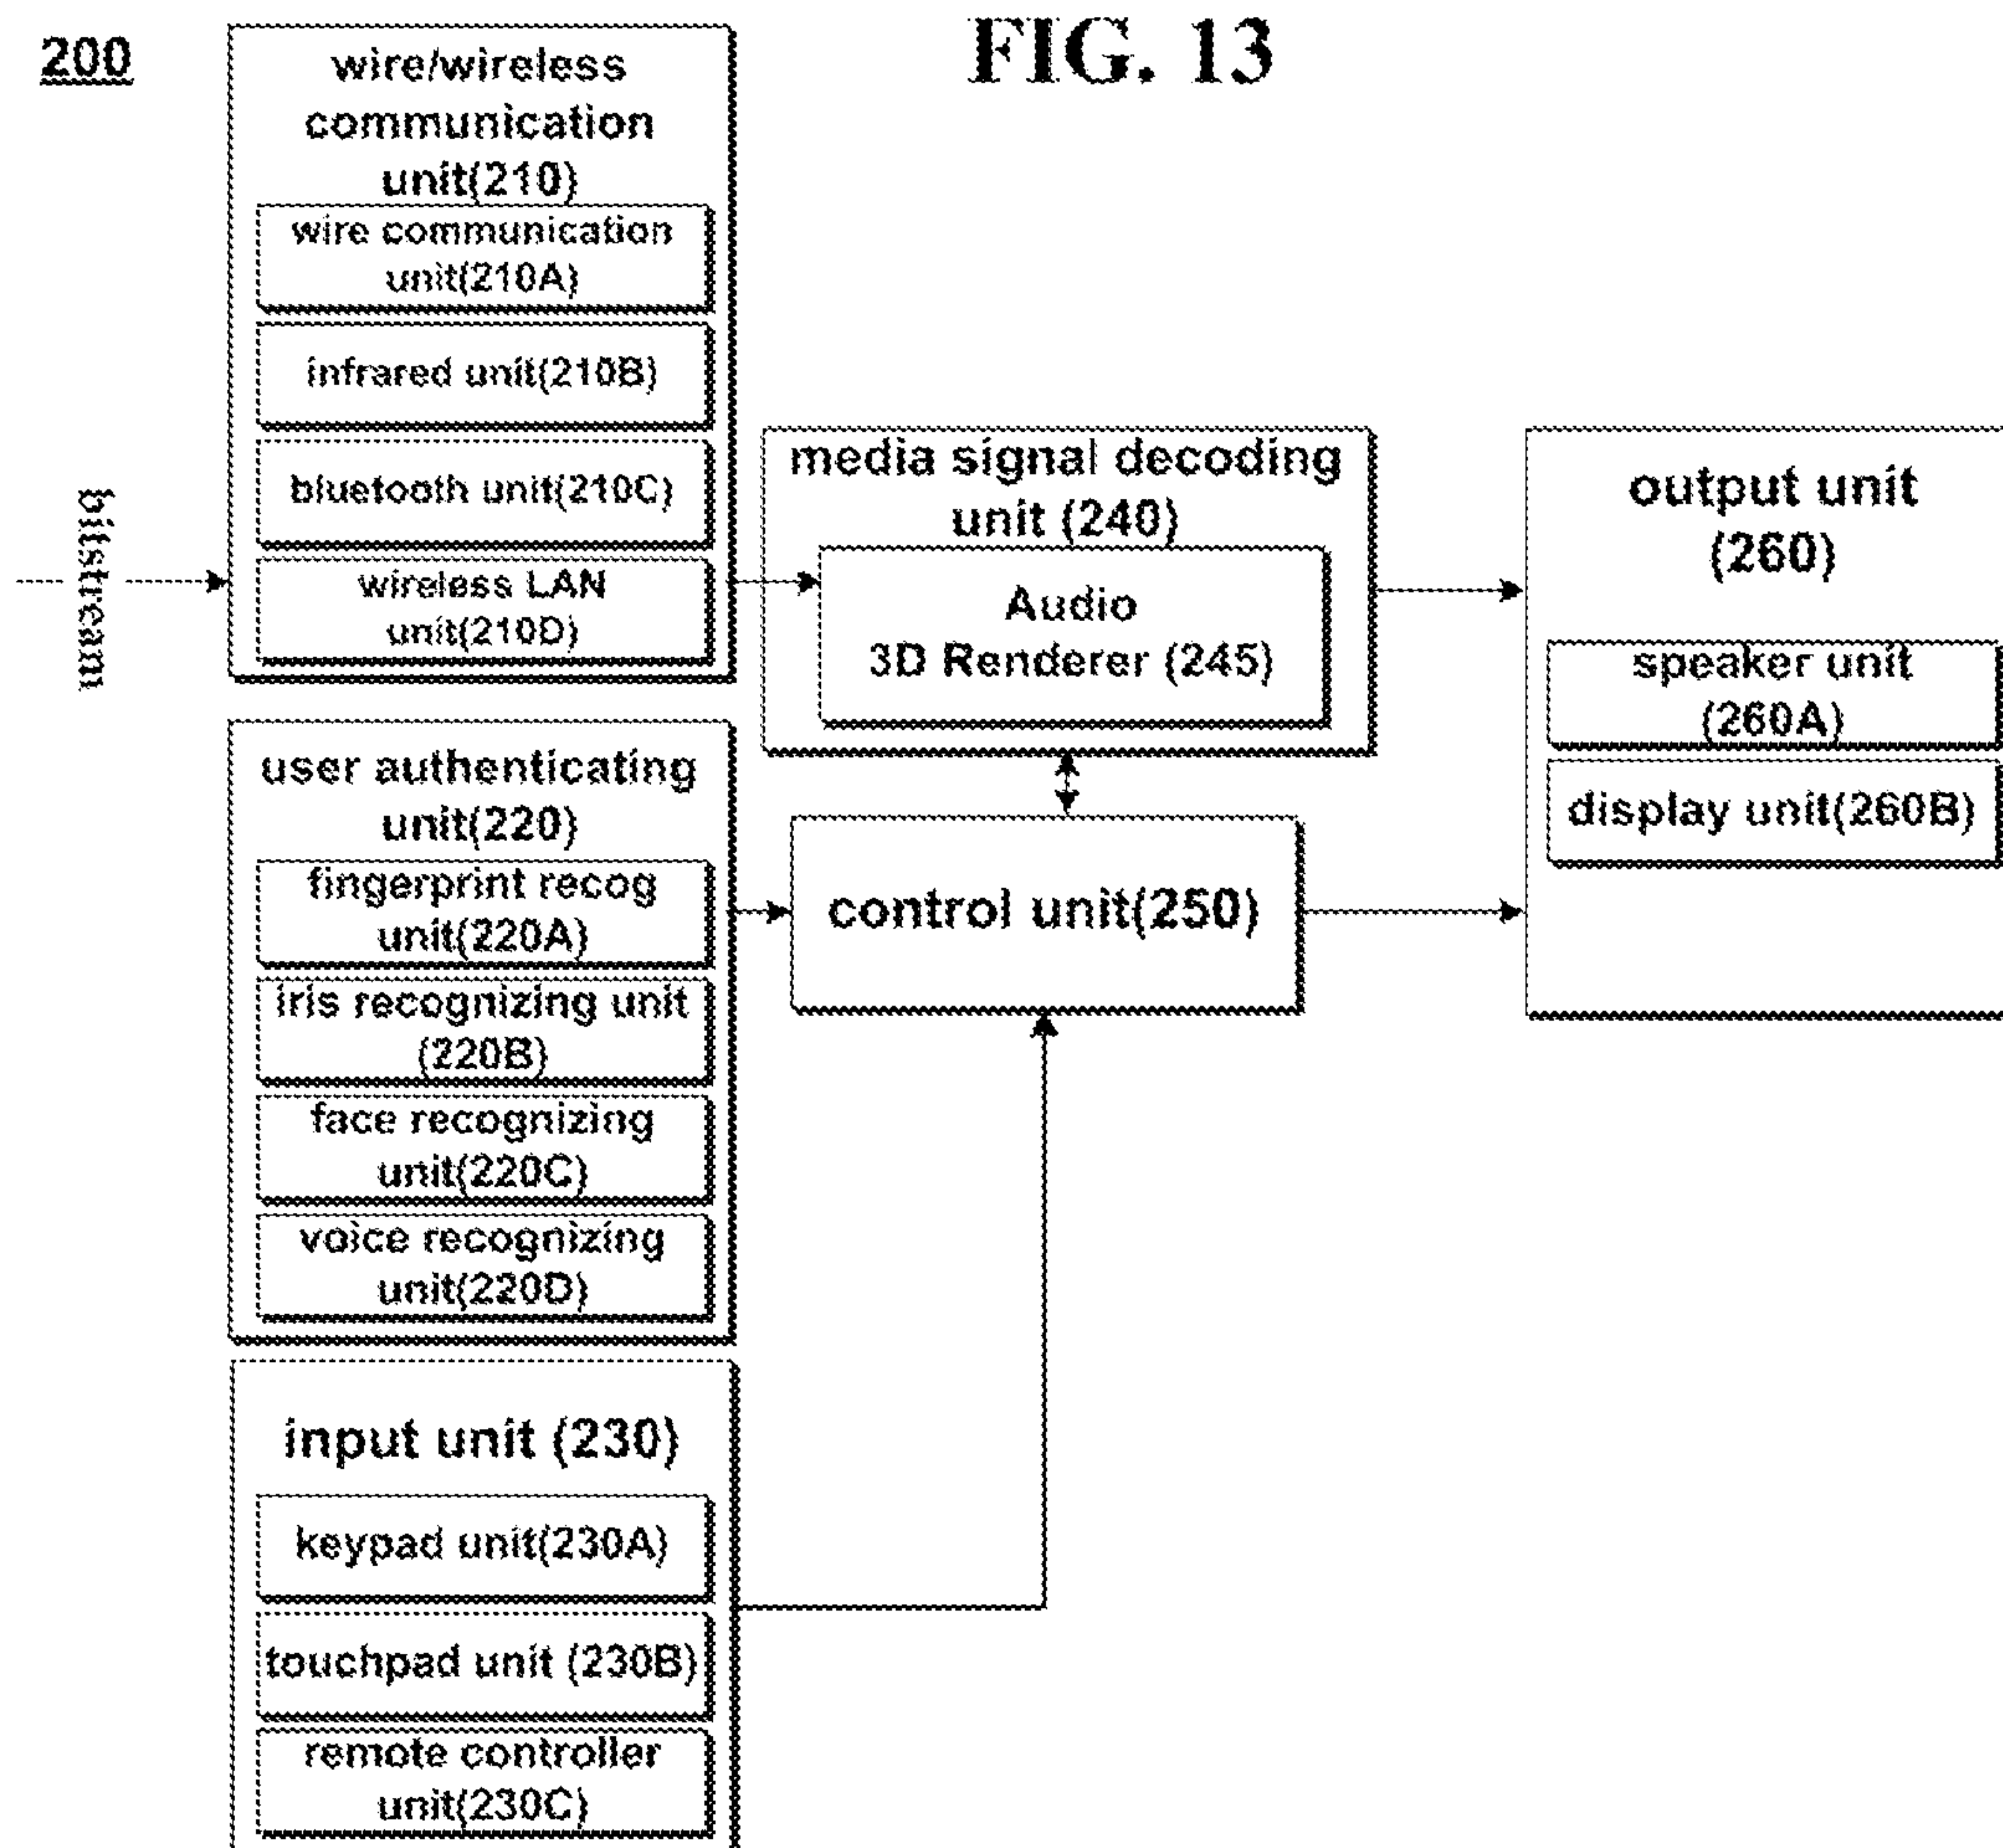 200
FIG. 13
wire/wireless
communication
unit(210)
wire communication
unit(210A)
infrared unit(210B)
bluetooth unit(210C)
wireless LAN
unit(210D)
bitstream
media signal decoding
unit (240)
Audio
3D Renderer (245)
output unit
(260)
speaker unit
(260A)
display unit(260B)
user authenticating
unit(220)
fingerprint recog
unit(220A)
iris recognizing unit
(220B)
face recognizing
unit(220C)
voice recognizing
unit(220D)
control unit(250)
input unit (230)
keypad unit(230A)
touchpad unit (230B)
remote controller
unit(230C)